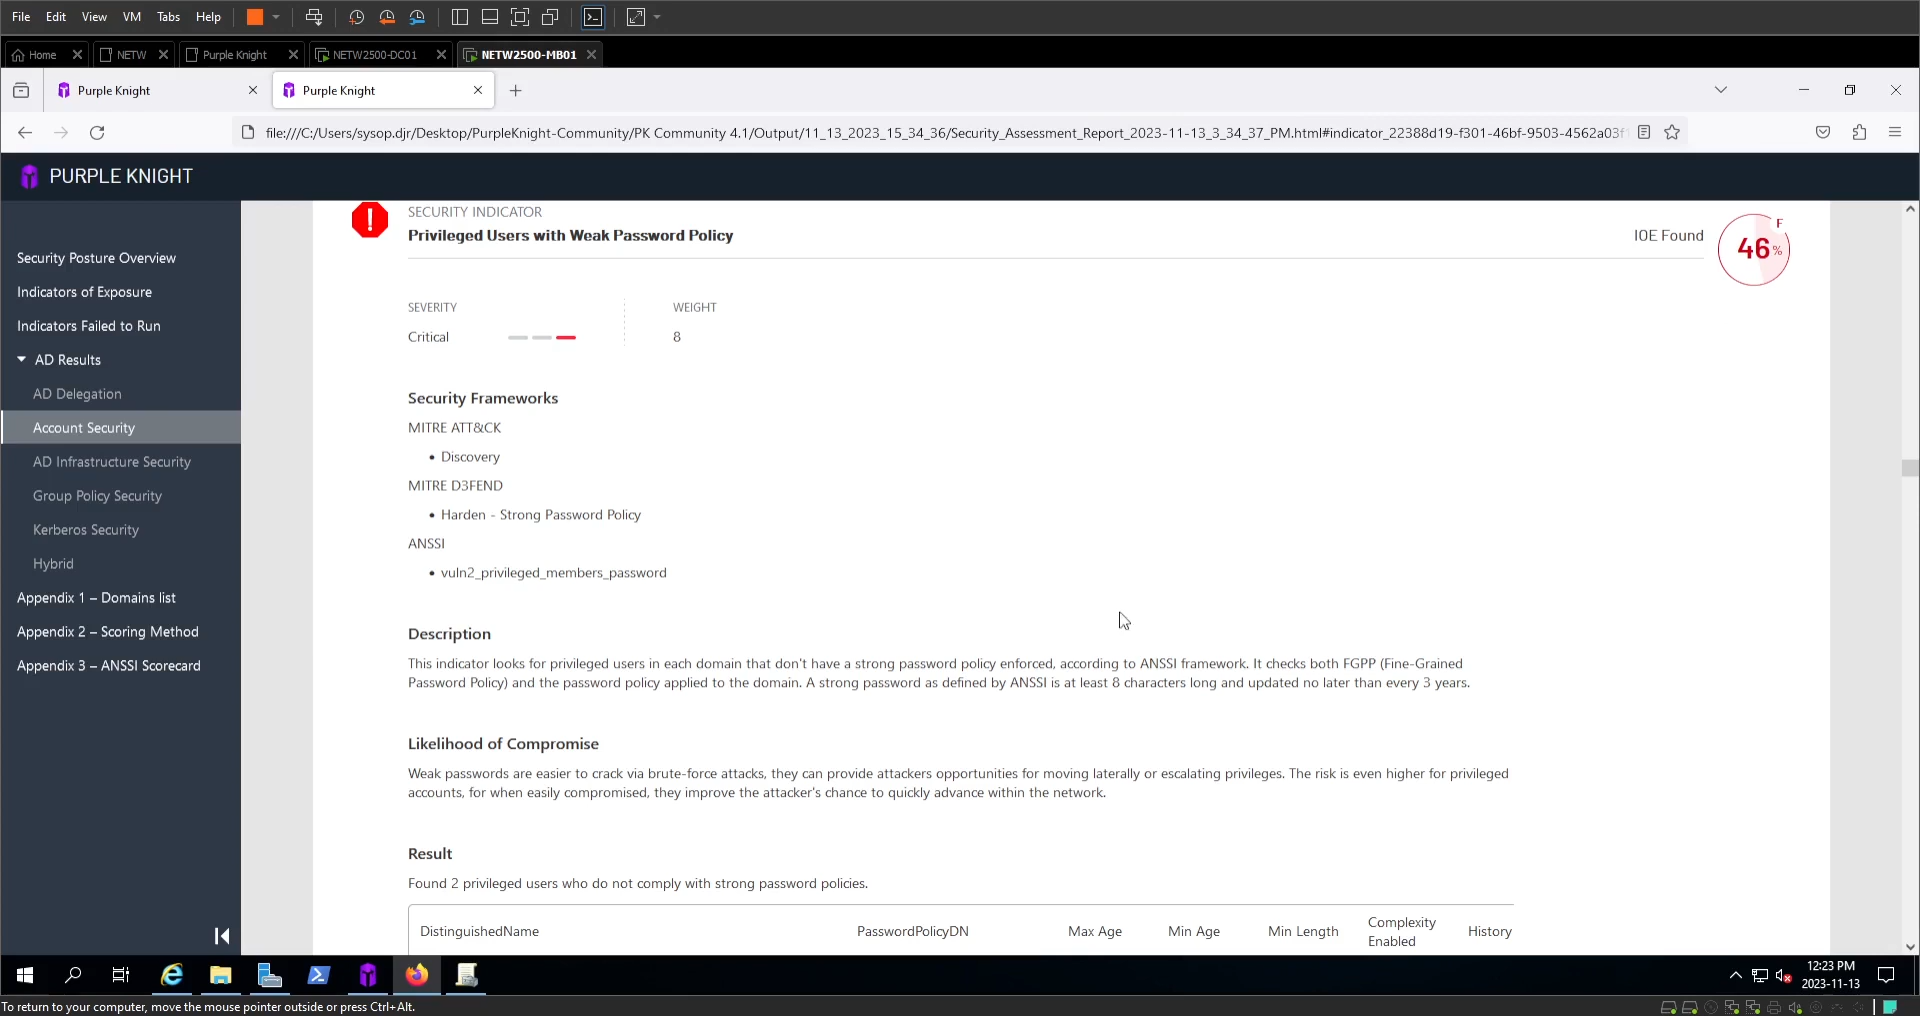 File Edit View VM Tabs Help
Home
NETW
Purple Knight
NETW2500-DC01
NETW2500-MB01
Purple Knight
Purple Knight
file:///C:/Users/sysop.djr/Desktop/PurpleKnight-Community/PK Community 4.1/Output/11_13_2023_15_34_36/Security_Assessment_Report_2023-11-13_3_34_37_PM.html#indicator_22388d19-f301-46bf-9503-4562a03f
PURPLE KNIGHT
Security Posture Overview
Indicators of Exposure
Indicators Failed to Run
AD Results
AD Delegation
Account Security
AD Infrastructure Security
Group Policy Security
Kerberos Security
Hybrid
Appendix 1 – Domains list
Appendix 2 – Scoring Method
Appendix 3 – ANSSI Scorecard
SECURITY INDICATOR
Privileged Users with Weak Password Policy
IOE Found
46%
F
SEVERITY
Critical
WEIGHT
8
Security Frameworks
MITRE ATT&CK
• Discovery
MITRE D3FEND
• Harden - Strong Password Policy
ANSSI
• vuln2_privileged_members_password
Description
This indicator looks for privileged users in each domain that don't have a strong password policy enforced, according to ANSSI framework. It checks both FGPP (Fine-Grained
Password Policy) and the password policy applied to the domain. A strong password as defined by ANSSI is at least 8 characters long and updated no later than every 3 years.
Likelihood of Compromise
Weak passwords are easier to crack via brute-force attacks, they can provide attackers opportunities for moving laterally or escalating privileges. The risk is even higher for privileged
accounts, for when easily compromised, they improve the attacker's chance to quickly advance within the network.
Result
Found 2 privileged users who do not comply with strong password policies.
DistinguishedName PasswordPolicyDN Max Age Min Age Min Length Complexity Enabled History
12:23 PM
2023-11-13
To return to your computer, move the mouse pointer outside or press Ctrl+Alt.